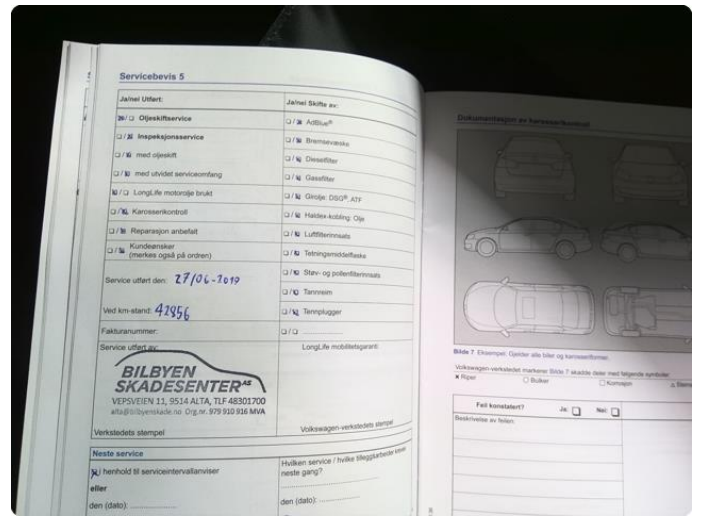 Servicebevis 5
Ja/nei Utført:
Oljeskiftservice
Inspeksjonsservice
med oljeskift
med utvidet serviceomfang
LongLife motorolje brukt
Karosserikontroll
Reparasjon anbefalt
Kundeønsker
(merkes også på ordren)
Service utført den: 27/06-2019
Ved km-stand: 42856
Fakturanummer:
Service utført av:
BILBYEN
SKADESENTER AS
VEPSVEIEN 11, 9514 ALTA, TLF 48301700
alta@bilbyenskade.no Org.nr. 979 910 916 MVA
Verkstedets stempel
Neste service
i henhold til serviceintervallanviser
eller
den (dato):
Ja/nei Skifte av:
AdBlue®
Bremsevæske
Dieselfilter
Gassfilter
Girolje: DSG®, ATF
Haldex-kobling: Olje
Luftfilterinnsats
Tetningsmiddelflaske
Støv- og pollenfilterinnsats
Tannreim
Tennplugger
LongLife mobilitetsgaranti:
Volkswagen-verkstedets stempel
Hvilken service / hvilke tilleggsarbeider kreves
neste gang?
den (dato):
Dokumentasjon av karosserikontroll
Bilde 7 Eksempel: Gjelder alle biler og karosseriformer.
Volkswagen-verkstedet markerer Bilde 7 skadde deler med følgende symboler:
× Riper ○ Bulker □ Korrosjon △
Feil konstatert? Ja: Nei:
Beskrivelse av feilen: